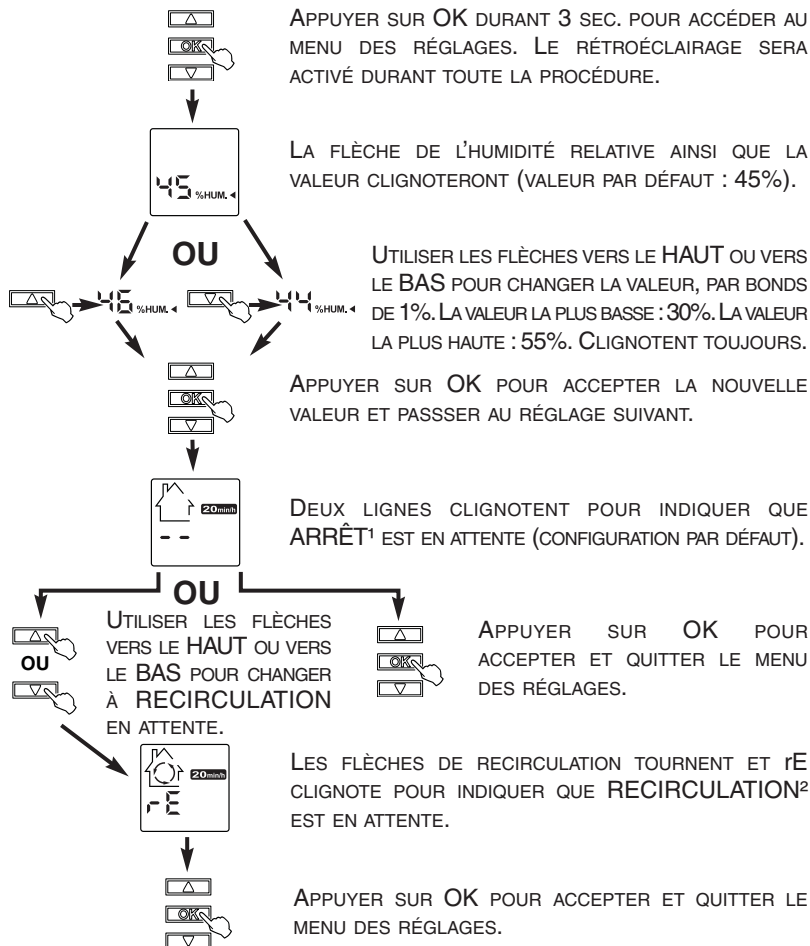 OK
APPUYER SUR OK DURANT 3 SEC. POUR ACCÉDER AU
MENU DES RÉGLAGES. LE RÉTROÉCLAIRAGE SERA
ACTIVÉ DURANT TOUTE LA PROCÉDURE.
45 %HUM.
LA FLÈCHE DE L'HUMIDITÉ RELATIVE AINSI QUE LA
VALEUR CLIGNOTERONT (VALEUR PAR DÉFAUT : 45%).
OU
46 %HUM.
44 %HUM.
UTILISER LES FLÈCHES VERS LE HAUT OU VERS
LE BAS POUR CHANGER LA VALEUR, PAR BONDS
DE 1%. LA VALEUR LA PLUS BASSE : 30%. LA VALEUR
LA PLUS HAUTE : 55%. CLIGNOTENT TOUJOURS.
OK
APPUYER SUR OK POUR ACCEPTER LA NOUVELLE
VALEUR ET PASSSER AU RÉGLAGE SUIVANT.
20min/h
- -
DEUX LIGNES CLIGNOTENT POUR INDIQUER QUE
ARRÊT¹ EST EN ATTENTE (CONFIGURATION PAR DÉFAUT).
OU
OU
UTILISER LES FLÈCHES
VERS LE HAUT OU VERS
LE BAS POUR CHANGER
À RECIRCULATION
EN ATTENTE.
OK
APPUYER SUR OK POUR
ACCEPTER ET QUITTER LE MENU
DES RÉGLAGES.
20min/h
rE
LES FLÈCHES DE RECIRCULATION TOURNENT ET rE
CLIGNOTE POUR INDIQUER QUE RECIRCULATION²
EST EN ATTENTE.
OK
APPUYER SUR OK POUR ACCEPTER ET QUITTER LE
MENU DES RÉGLAGES.